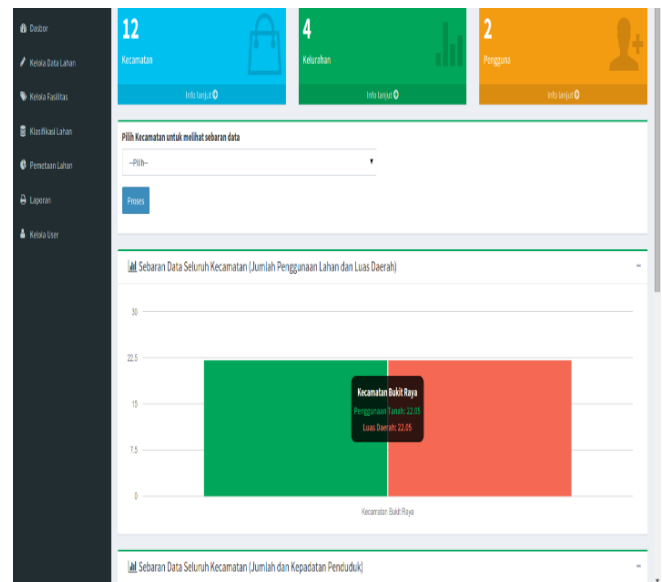 Dasbor
Kelola Data Lahan
Kelola Fasilitas
Klasifikasi Lahan
Pemetaan Lahan
Laporan
Kelola User
12
Kecamatan
Info lanjut
4
Kelurahan
Info lanjut
2
Pengguna
Info lanjut
Pilih Kecamatan untuk melihat sebaran data
--Pilih--
Proses
Sebaran Data Seluruh Kecamatan (Jumlah Penggunaan Lahan dan Luas Daerah)
30
22.5
15
7.5
0
Kecamatan Bukit Raya
Penggunaan Tanah: 22.05
Luas Daerah: 22.05
Kecamatan Bukit Raya
Sebaran Data Seluruh Kecamatan (Jumlah dan Kepadatan Penduduk)